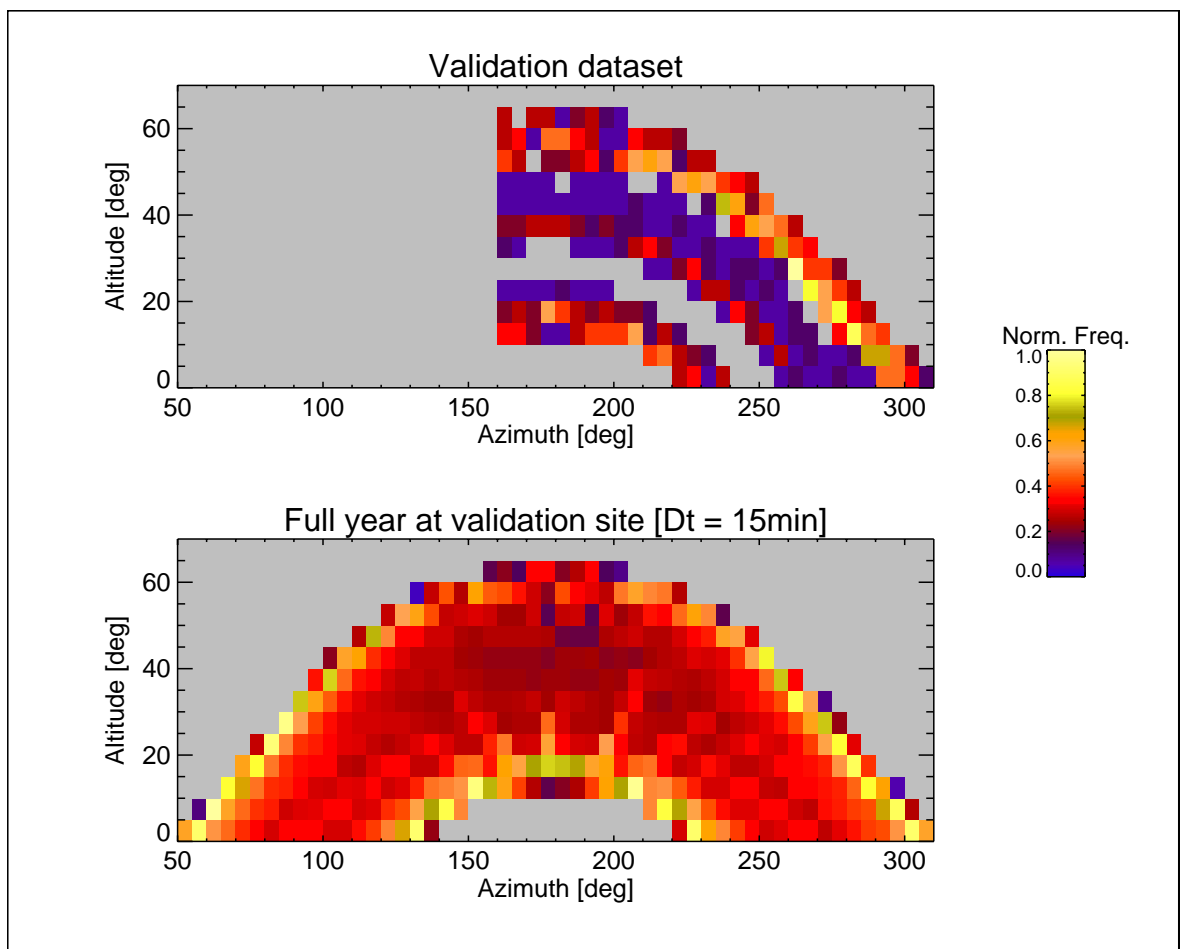 Validation dataset
Altitude [deg]
60
40
20
0
50 100 150 200 250 300
Azimuth [deg]
Norm. Freq.
1.0
0.8
0.6
0.4
0.2
0.0
Full year at validation site [Dt = 15min]
Altitude [deg]
60
40
20
0
50 100 150 200 250 300
Azimuth [deg]